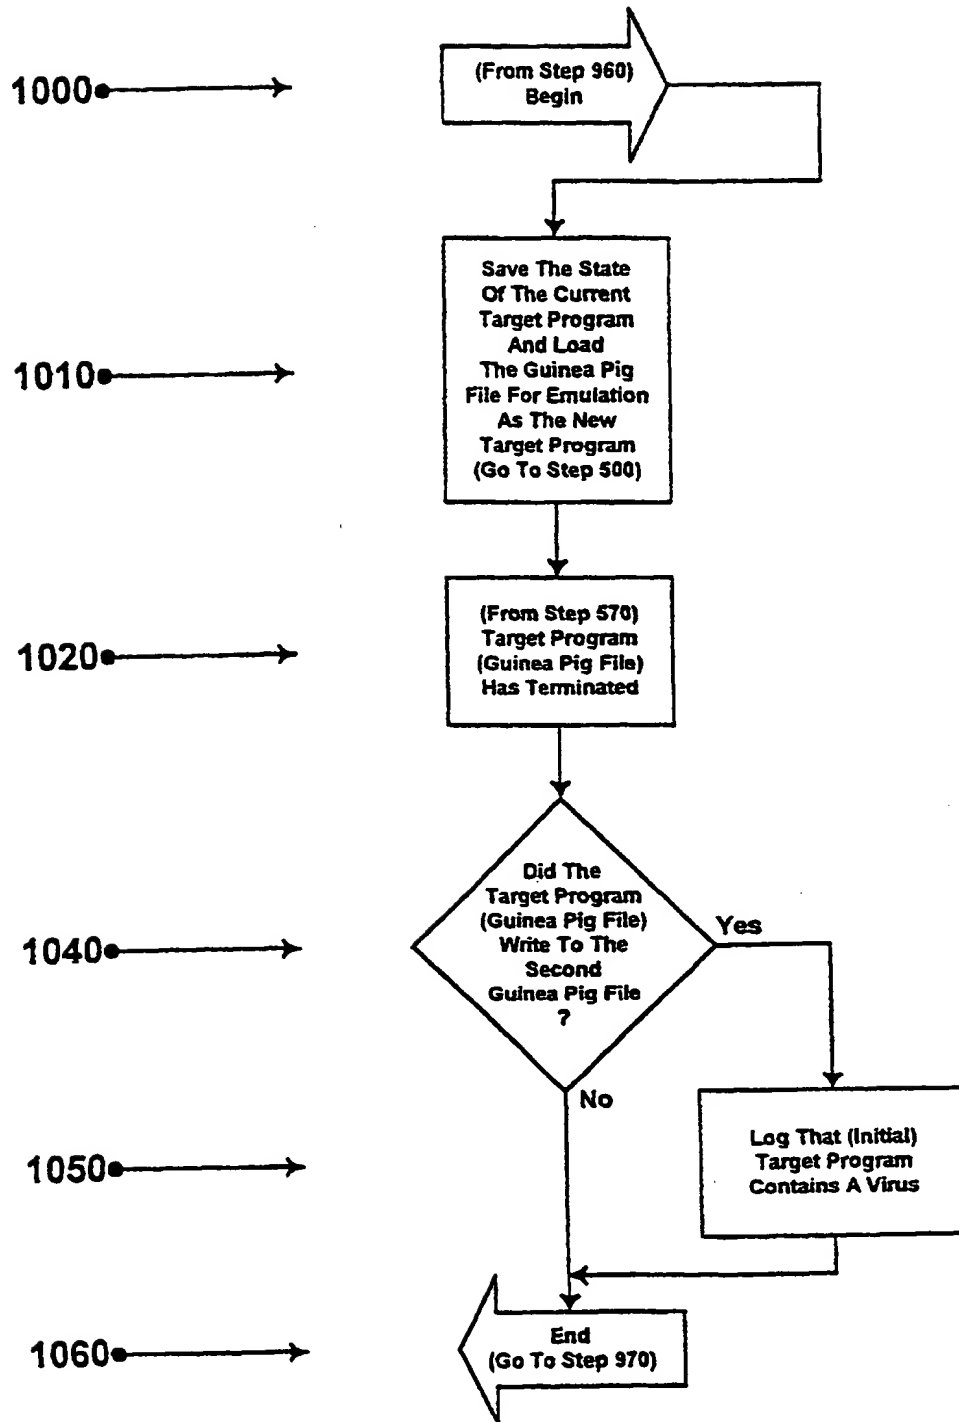 1000
(From Step 960)
Begin
1010
Save The State
Of The Current
Target Program
And Load
The Guinea Pig
File For Emulation
As The New
Target Program
(Go To Step 500)
1020
(From Step 570)
Target Program
(Guinea Pig File)
Has Terminated
1040
Did The
Target Program
(Guinea Pig File)
Write To The
Second
Guinea Pig File
?
Yes
No
1050
Log That (Initial)
Target Program
Contains A Virus
1060
End
(Go To Step 970)